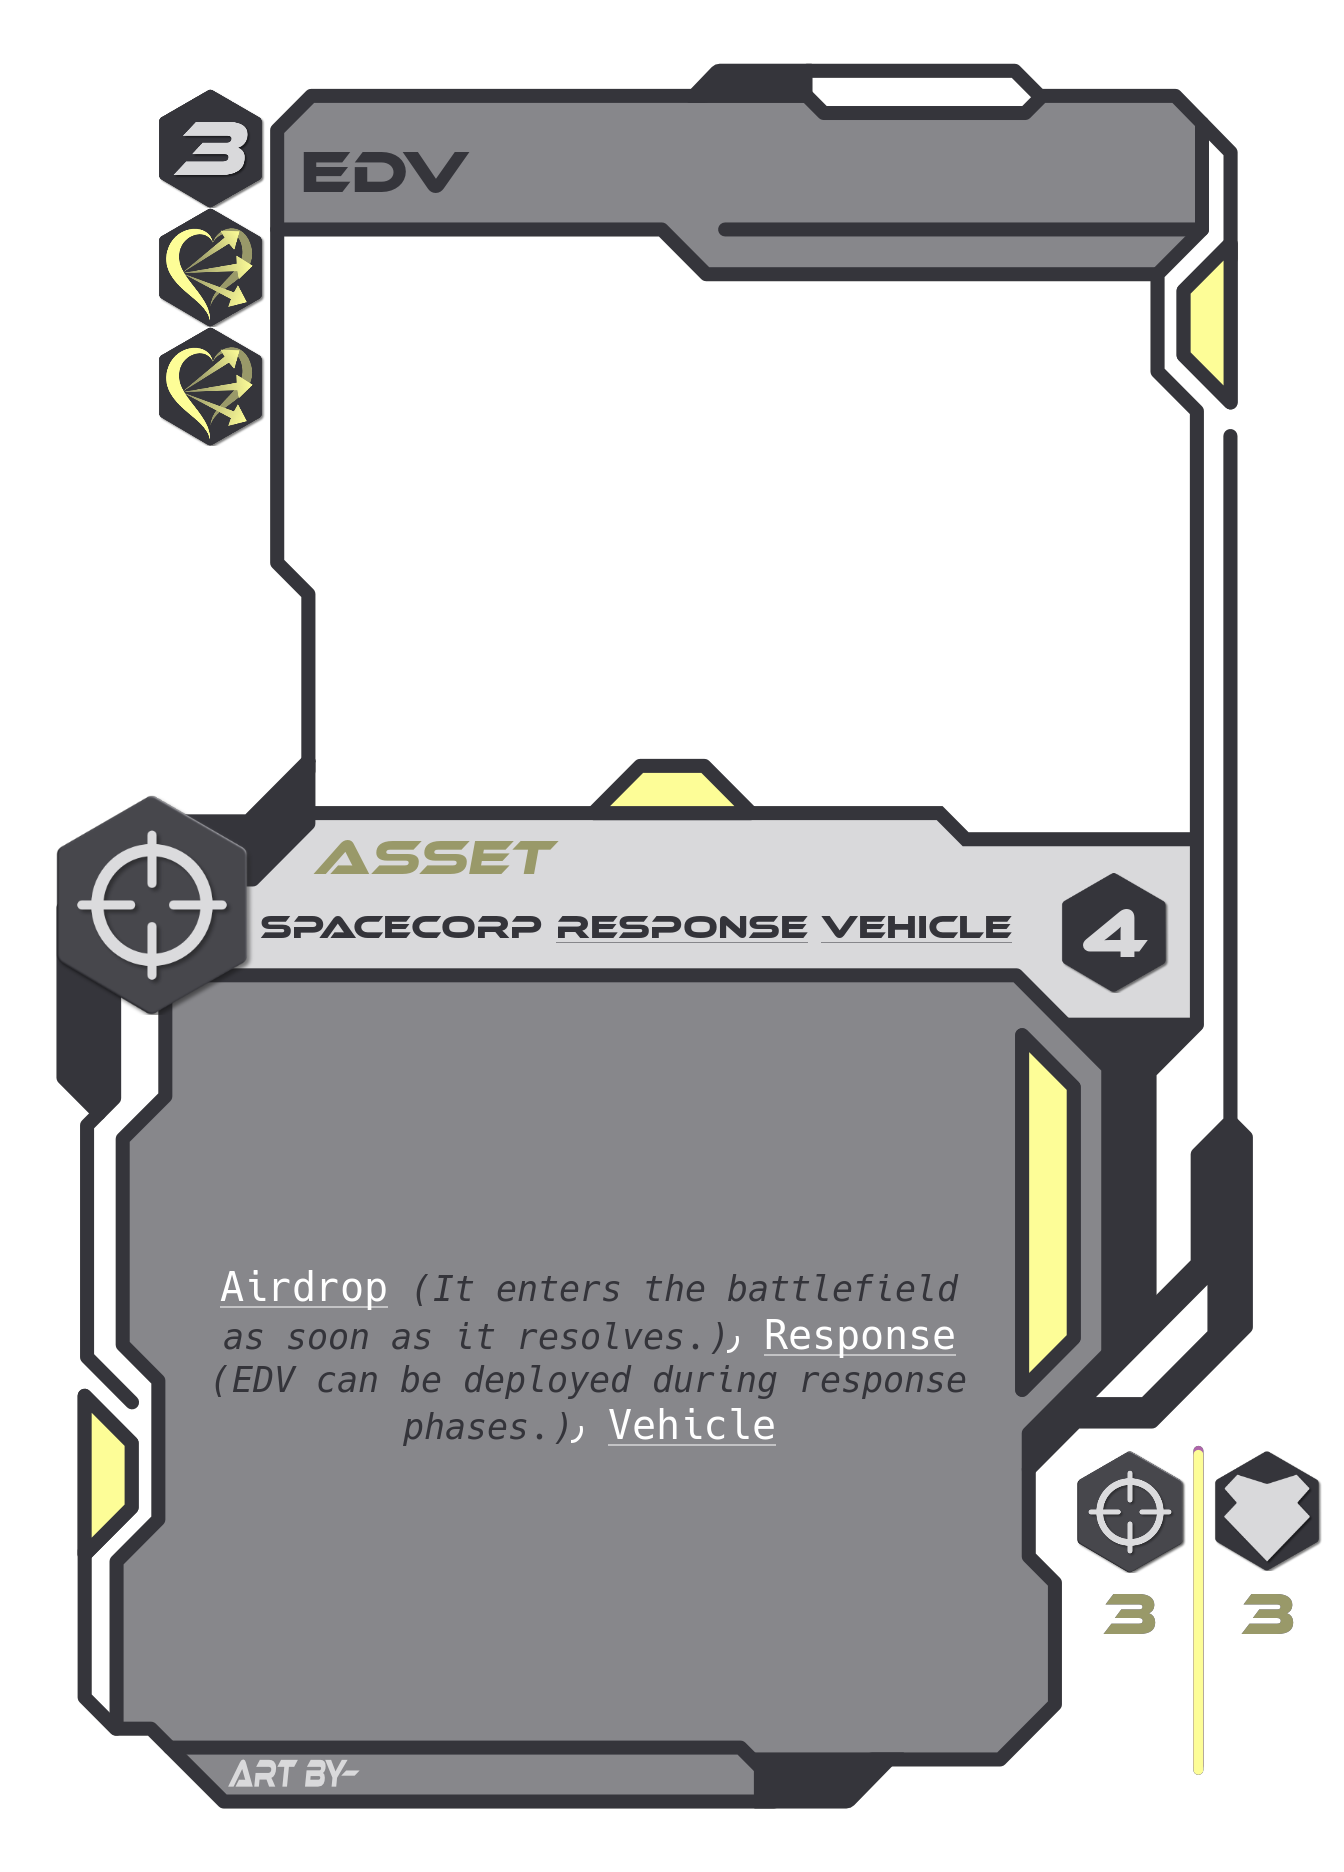 3
EDV
ASSET
SPACECORP RESPONSE VEHICLE
4
Airdrop (It enters the battlefield
as soon as it resolves.), Response
(EDV can be deployed during response
phases.), Vehicle
3
3
ART BY-